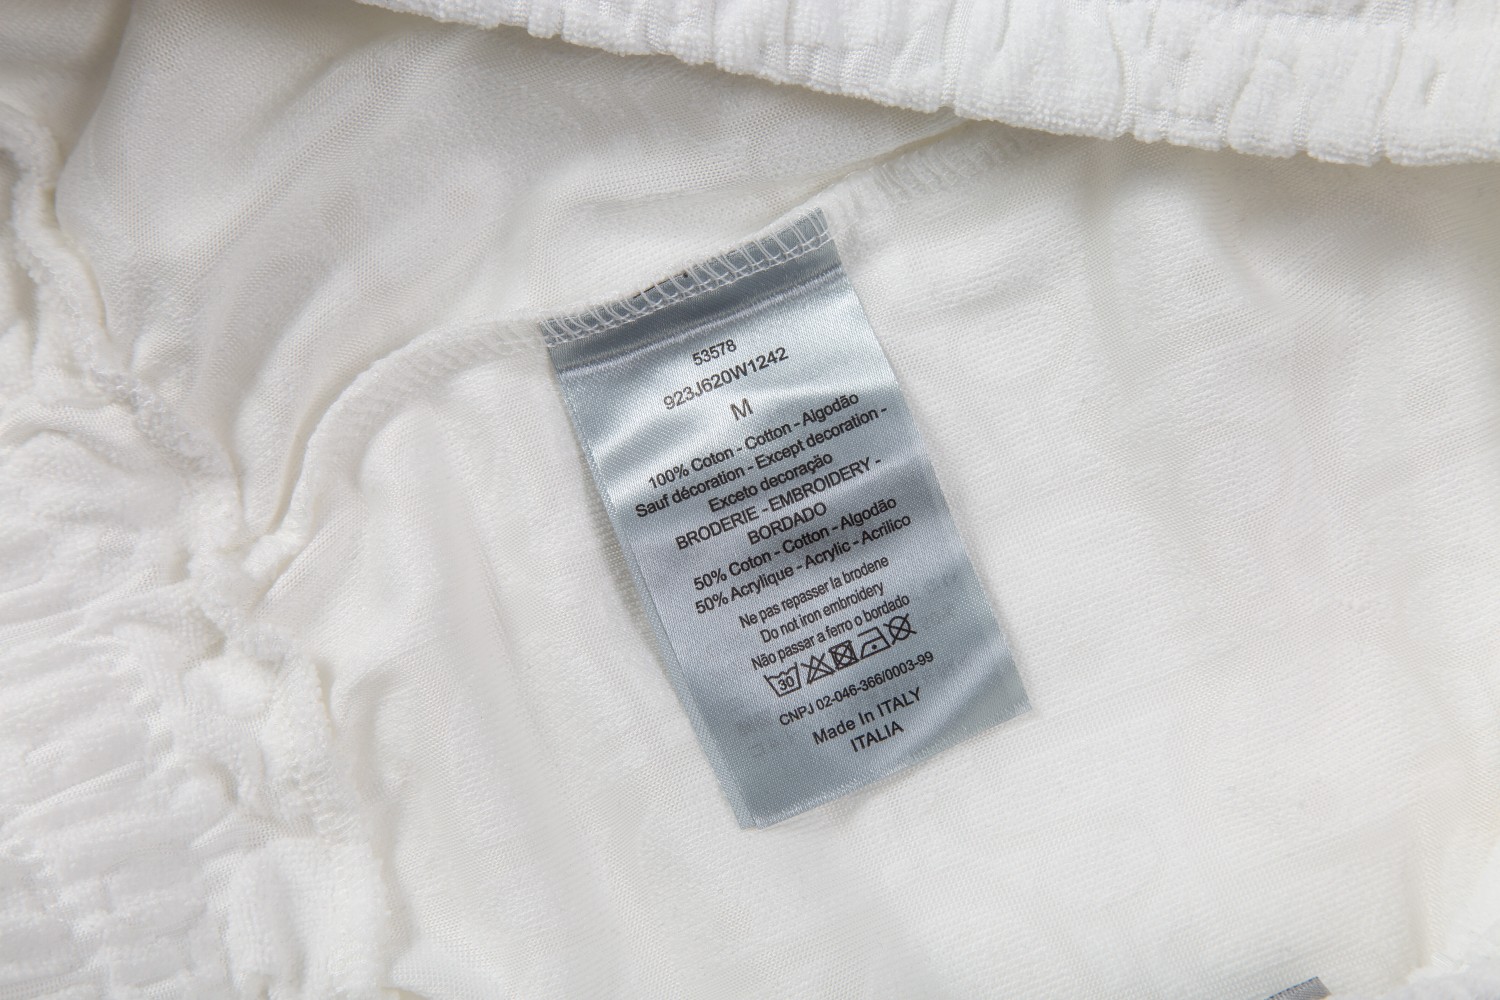 53578
923J620W1242
M
100% Coton - Cotton - Algodão
Sauf décoration - Except decoration -
Exceto decoração
BRODERIE - EMBROIDERY -
BORDADO
50% Coton - Cotton - Algodão
50% Acrylique - Acrylic - Acrilico
Ne pas repasser la brodene
Do not iron embroidery
Não passar a ferro o bordado
30
CNPJ 02-046-366/0003-99
Made In ITALY
ITALIA